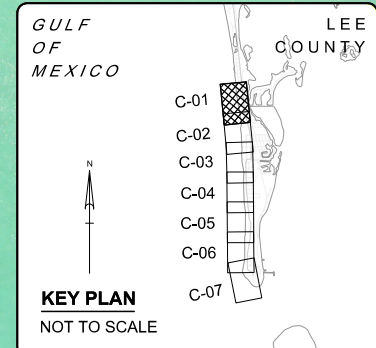 GULF
OF
MEXICO
LEE
COUNTY
C-01
C-02
C-03
C-04
C-05
C-06
C-07
N
KEY PLAN
NOT TO SCALE